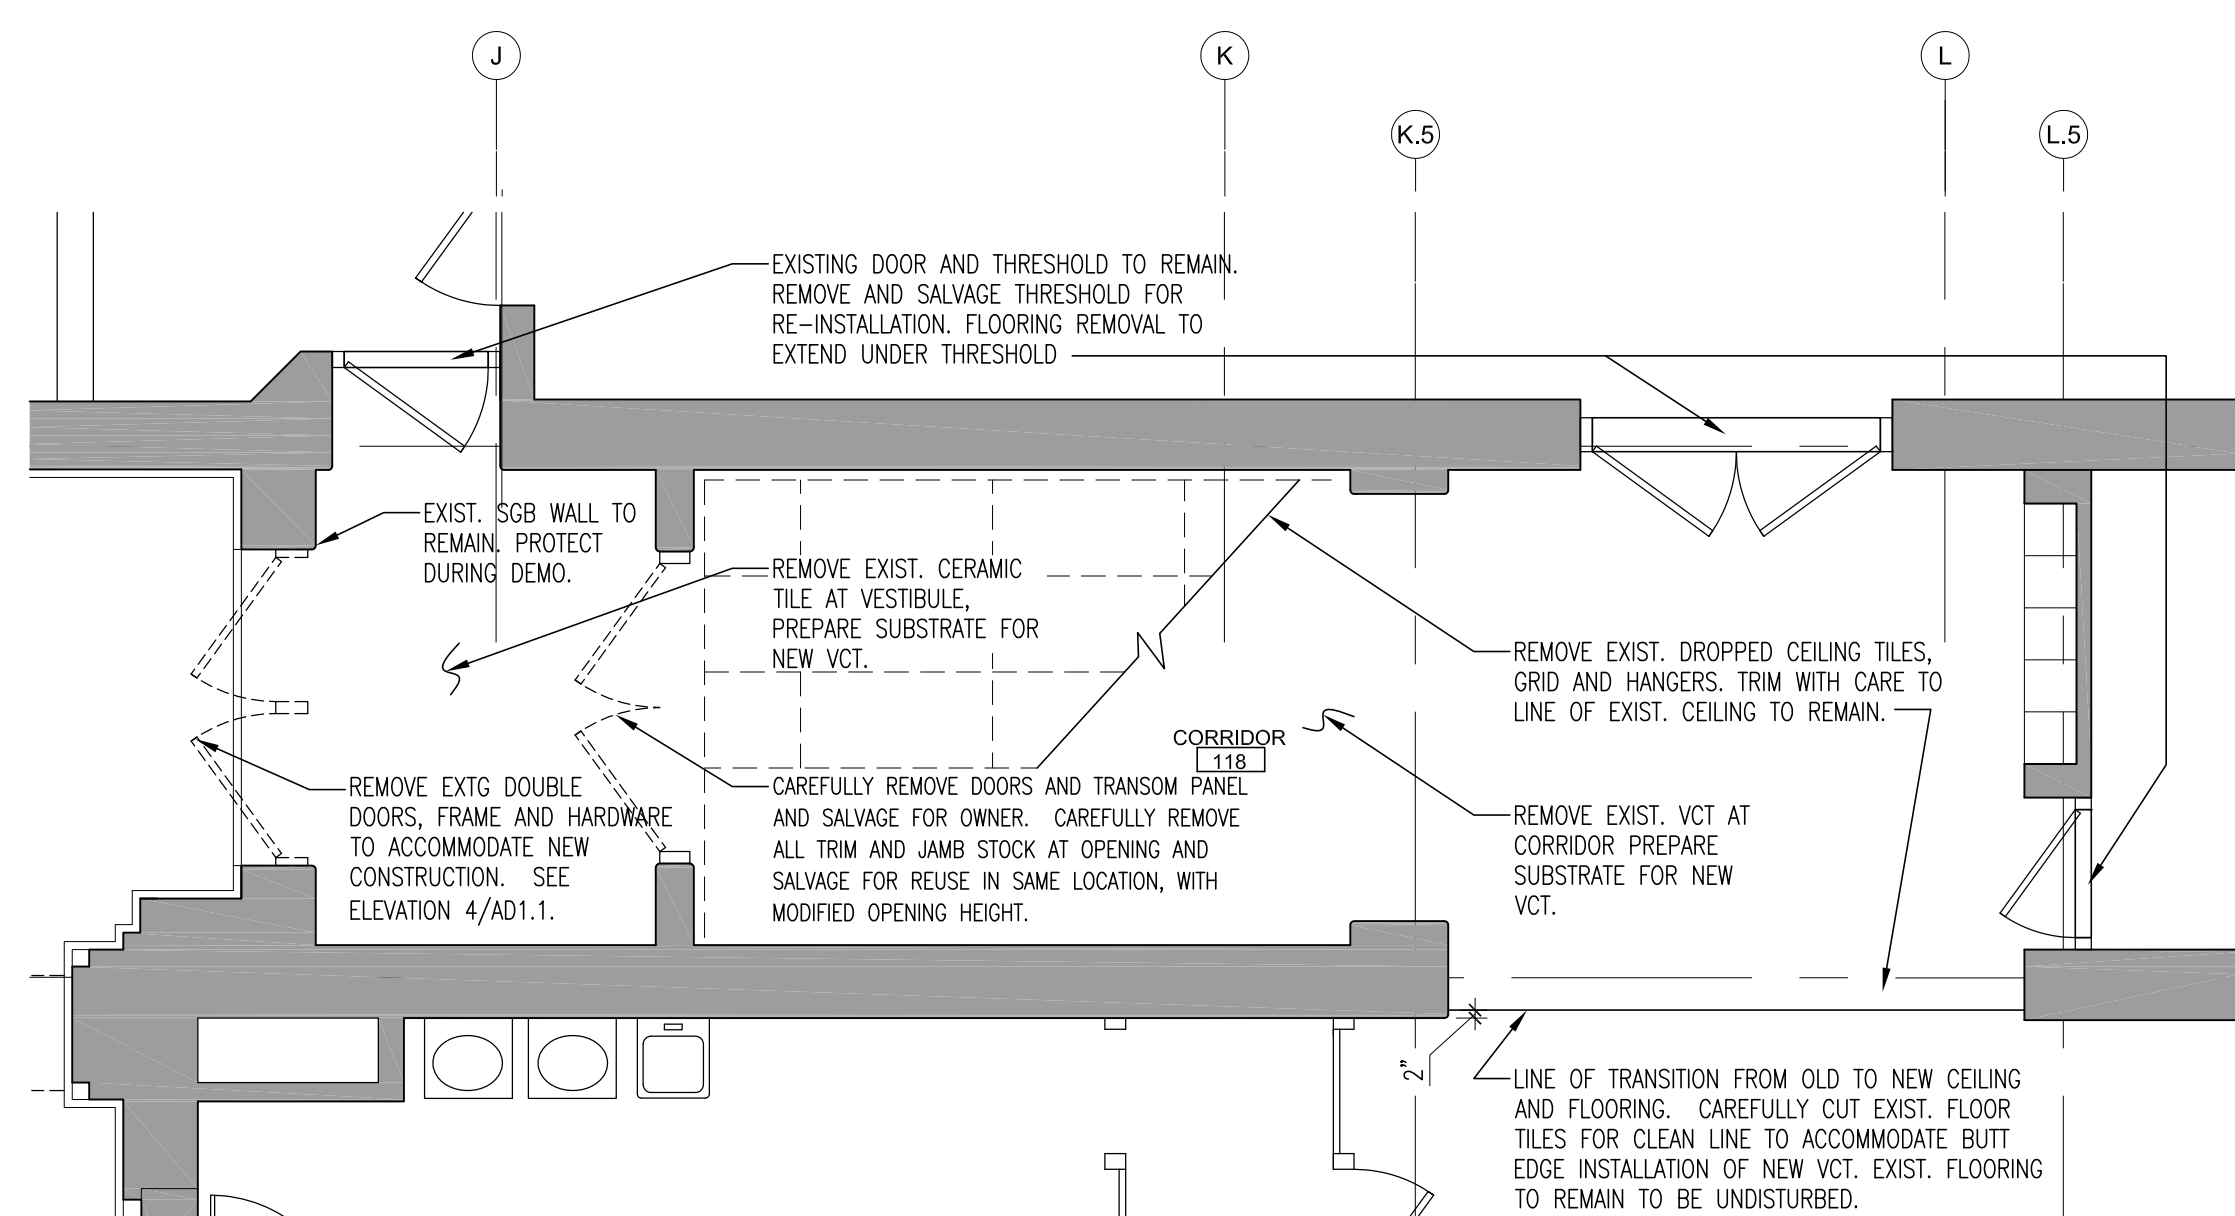 J
K
L
K.5
L.5
EXISTING DOOR AND THRESHOLD TO REMAIN.
REMOVE AND SALVAGE THRESHOLD FOR
RE-INSTALLATION. FLOORING REMOVAL TO
EXTEND UNDER THRESHOLD
EXIST. SGB WALL TO
REMAIN. PROTECT
DURING DEMO.
REMOVE EXIST. CERAMIC
TILE AT VESTIBULE,
PREPARE SUBSTRATE FOR
NEW VCT.
REMOVE EXIST. DROPPED CEILING TILES,
GRID AND HANGERS. TRIM WITH CARE TO
LINE OF EXIST. CEILING TO REMAIN.
CORRIDOR
118
REMOVE EXTG DOUBLE
DOORS, FRAME AND HARDWARE
TO ACCOMMODATE NEW
CONSTRUCTION. SEE
ELEVATION 4/AD1.1.
CAREFULLY REMOVE DOORS AND TRANSOM PANEL
AND SALVAGE FOR OWNER. CAREFULLY REMOVE
ALL TRIM AND JAMB STOCK AT OPENING AND
SALVAGE FOR REUSE IN SAME LOCATION, WITH
MODIFIED OPENING HEIGHT.
REMOVE EXIST. VCT AT
CORRIDOR PREPARE
SUBSTRATE FOR NEW
VCT.
2"
LINE OF TRANSITION FROM OLD TO NEW CEILING
AND FLOORING. CAREFULLY CUT EXIST. FLOOR
TILES FOR CLEAN LINE TO ACCOMMODATE BUTT
EDGE INSTALLATION OF NEW VCT. EXIST. FLOORING
TO REMAIN TO BE UNDISTURBED.